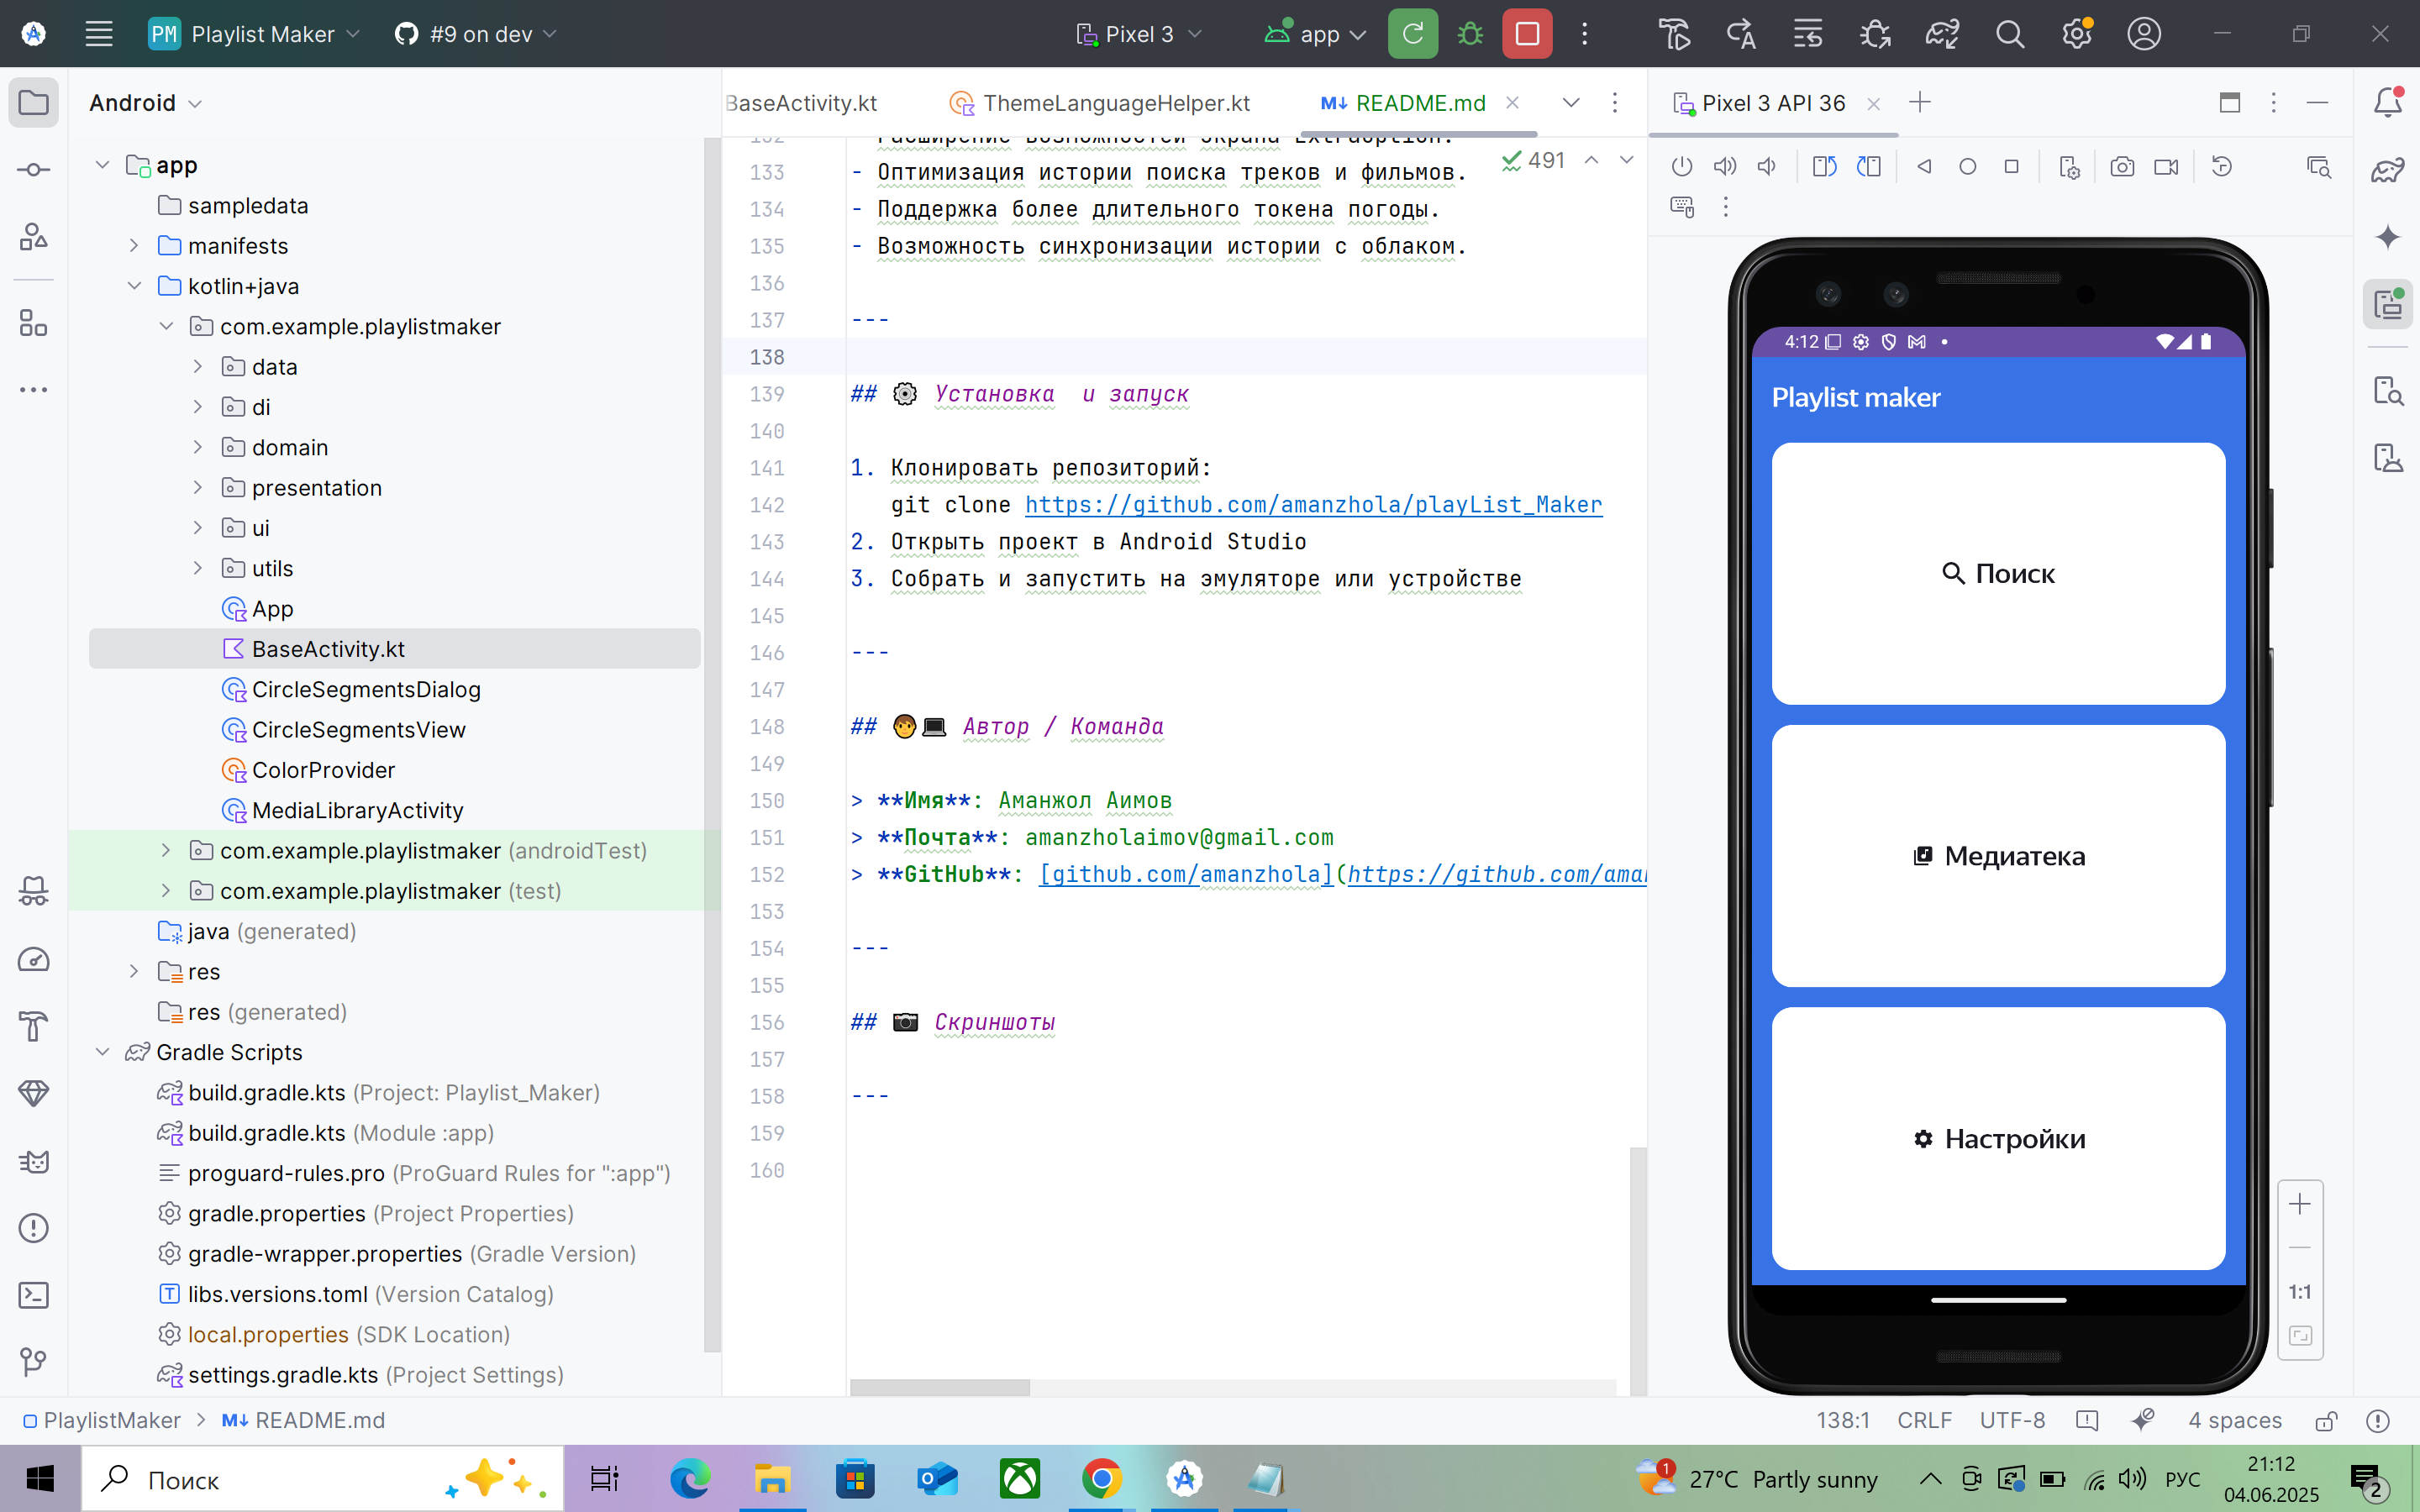 PM Playlist Maker #9 on dev Pixel 3 app
Android
app
sampledata
manifests
kotlin+java
com.example.playlistmaker
data
di
domain
presentation
ui
utils
App
BaseActivity.kt
CircleSegmentsDialog
CircleSegmentsView
ColorProvider
MediaLibraryActivity
com.example.playlistmaker (androidTest)
com.example.playlistmaker (test)
java (generated)
res
res (generated)
Gradle Scripts
build.gradle.kts (Project: Playlist_Maker)
build.gradle.kts (Module :app)
proguard-rules.pro (ProGuard Rules for ":app")
gradle.properties (Project Properties)
gradle-wrapper.properties (Gradle Version)
libs.versions.toml (Version Catalog)
local.properties (SDK Location)
settings.gradle.kts (Project Settings)
BaseActivity.kt ThemeLanguageHelper.kt M↓ README.md
491
132 Расширение возможностей экрана ExtraOption.
133 - Оптимизация истории поиска треков и фильмов.
134 - Поддержка более длительного токена погоды.
135 - Возможность синхронизации истории с облаком.
136
137 ---
138
139 ## ⚙️ Установка и запуск
140
141 1. Клонировать репозиторий:
142 git clone https://github.com/amanzhola/playList_Maker
143 2. Открыть проект в Android Studio
144 3. Собрать и запустить на эмуляторе или устройстве
145
146 ---
147
148 ## 🧑💻 Автор / Команда
149
150 > **Имя**: Аманжол Аимов
151 > **Почта**: amanzholaimov@gmail.com
152 > **GitHub**: [github.com/amanzhola](https://github.com/aman
153
154 ---
155
156 ## 📷 Скриншоты
157
158 ---
159
160
Pixel 3 API 36
4:12
Playlist maker
Поиск
Медиатека
Настройки
1:1
PlaylistMaker > M↓ README.md
138:1 CRLF UTF-8 4 spaces
Поиск
1 27°C Partly sunny РУС
21:12
04.06.2025
2